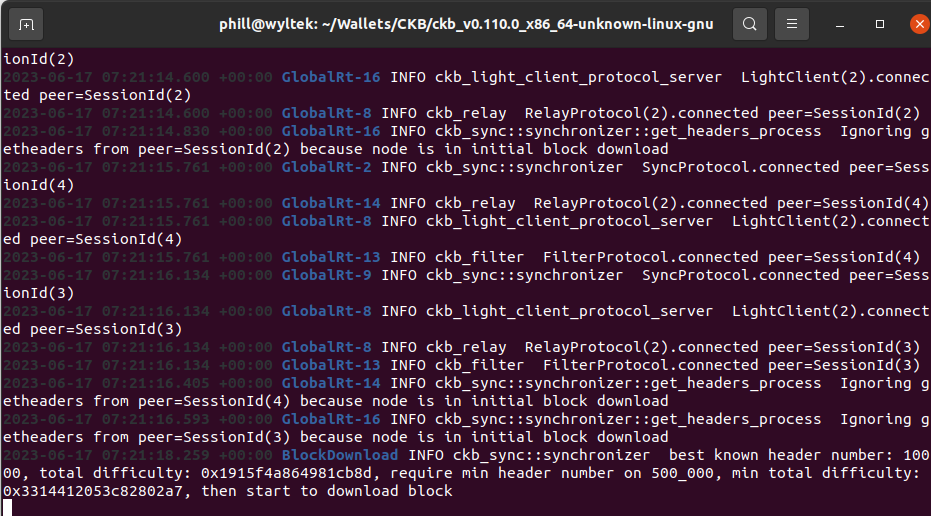 phill@wyltek: ~/Wallets/CKB/ckb_v0.110.0_x86_64-unknown-linux-gnu
ionId(2)
2023-06-17 07:21:14.600 +00:00 GlobalRt-16 INFO ckb_light_client_protocol_server  LightClient(2).connec
ted peer=SessionId(2)
2023-06-17 07:21:14.600 +00:00 GlobalRt-8 INFO ckb_relay  RelayProtocol(2).connected peer=SessionId(2)
2023-06-17 07:21:14.830 +00:00 GlobalRt-16 INFO ckb_sync::synchronizer::get_headers_process  Ignoring g
etheaders from peer=SessionId(2) because node is in initial block download
2023-06-17 07:21:15.761 +00:00 GlobalRt-2 INFO ckb_sync::synchronizer  SyncProtocol.connected peer=Sess
ionId(4)
2023-06-17 07:21:15.761 +00:00 GlobalRt-14 INFO ckb_relay  RelayProtocol(2).connected peer=SessionId(4)
2023-06-17 07:21:15.761 +00:00 GlobalRt-8 INFO ckb_light_client_protocol_server  LightClient(2).connect
ed peer=SessionId(4)
2023-06-17 07:21:15.761 +00:00 GlobalRt-13 INFO ckb_filter  FilterProtocol.connected peer=SessionId(4)
2023-06-17 07:21:16.134 +00:00 GlobalRt-9 INFO ckb_sync::synchronizer  SyncProtocol.connected peer=Sess
ionId(3)
2023-06-17 07:21:16.134 +00:00 GlobalRt-8 INFO ckb_light_client_protocol_server  LightClient(2).connect
ed peer=SessionId(3)
2023-06-17 07:21:16.134 +00:00 GlobalRt-8 INFO ckb_relay  RelayProtocol(2).connected peer=SessionId(3)
2023-06-17 07:21:16.134 +00:00 GlobalRt-13 INFO ckb_filter  FilterProtocol.connected peer=SessionId(3)
2023-06-17 07:21:16.405 +00:00 GlobalRt-14 INFO ckb_sync::synchronizer::get_headers_process  Ignoring g
etheaders from peer=SessionId(4) because node is in initial block download
2023-06-17 07:21:16.593 +00:00 GlobalRt-16 INFO ckb_sync::synchronizer::get_headers_process  Ignoring g
etheaders from peer=SessionId(3) because node is in initial block download
2023-06-17 07:21:18.259 +00:00 BlockDownload INFO ckb_sync::synchronizer  best known header number: 100
00, total difficulty: 0x1915f4a864981cb8d, require min header number on 500_000, min total difficulty:
0x3314412053c82802a7, then start to download block